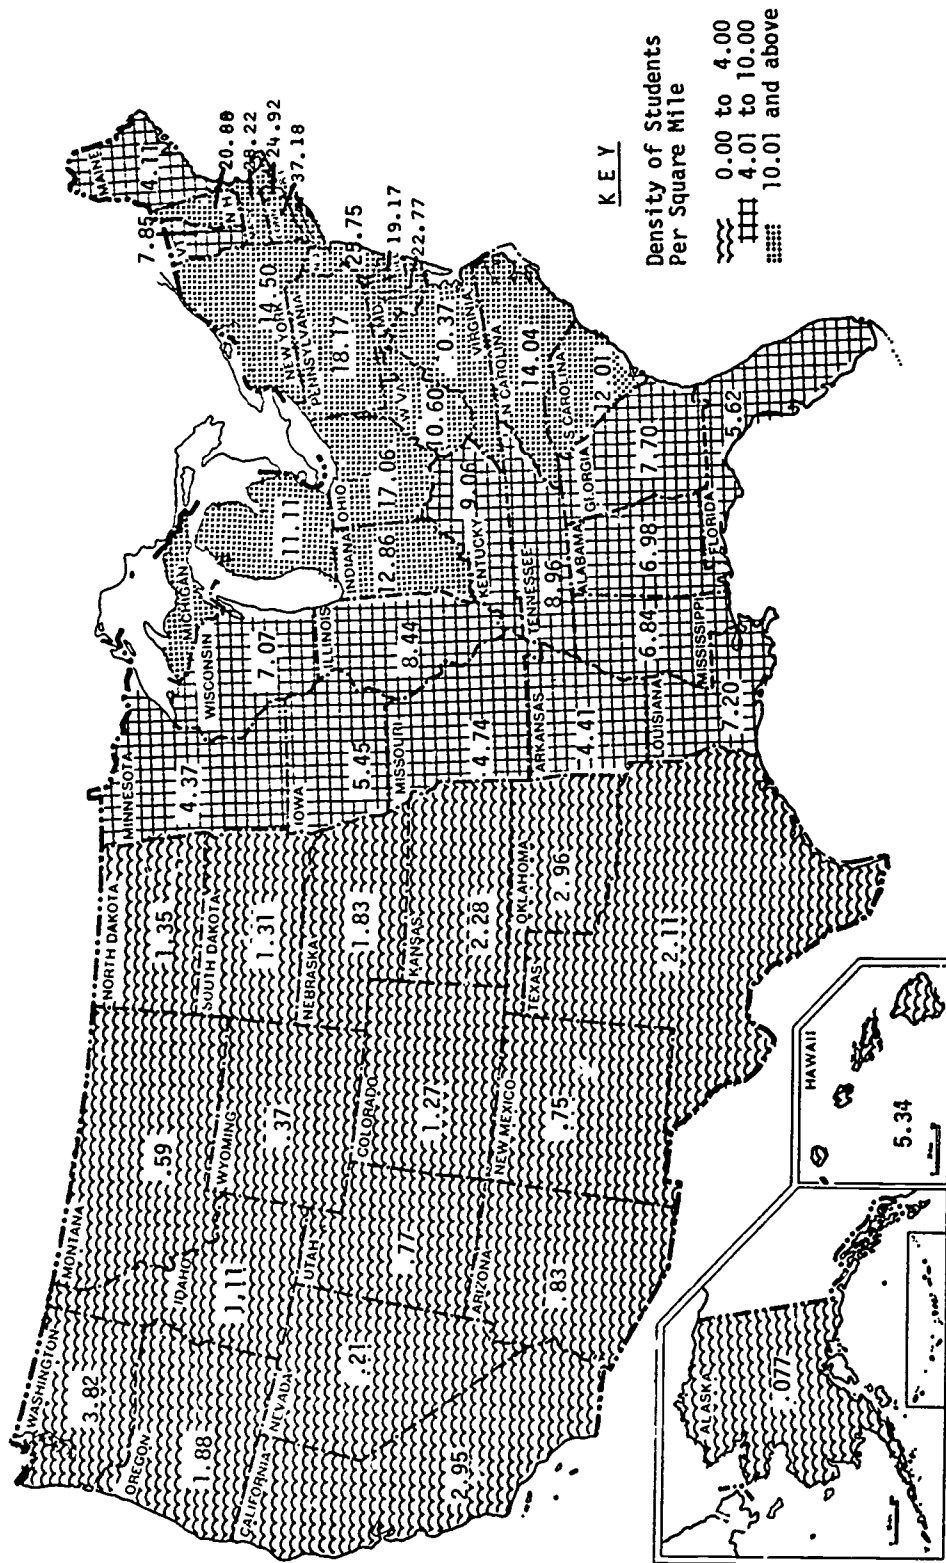 WASHINGTON
3.82
OREGON
1.88
CALIFORNIA
2.95
NEVADA
.21
IDAHO
1.11
MONTANA
.59
WYOMING
.37
UTAH
.77
COLORADO
1.27
ARIZONA
.83
NEW MEXICO
.75
NORTH DAKOTA
1.35
SOUTH DAKOTA
1.31
NEBRASKA
1.83
KANSAS
2.28
OKLAHOMA
2.96
TEXAS
2.11
MINNESOTA
4.37
IOWA
5.45
MISSOURI
4.74
ARKANSAS
4.41
LOUISIANA
7.20
WISCONSIN
7.07
ILLINOIS
8.44
MICHIGAN
11.11
INDIANA
12.86
OHIO
17.06
KENTUCKY
9.06
TENNESSEE
8.96
MISSISSIPPI
6.84
ALABAMA
6.98
GEORGIA
7.70
FLORIDA
5.62
S CAROLINA
12.01
N CAROLINA
14.04
VIRGINIA
10.37
W VA
10.60
MD
PENNSYLVANIA
18.17
NEW YORK
14.50
N J
VT
7.85
N H
MAINE
4.11
20.88
24.92
37.18
25.75
19.17
22.77
ALASKA
.077
HAWAII
5.34
KEY
Density of Students
Per Square Mile
0.00 to 4.00
4.01 to 10.00
10.01 and above